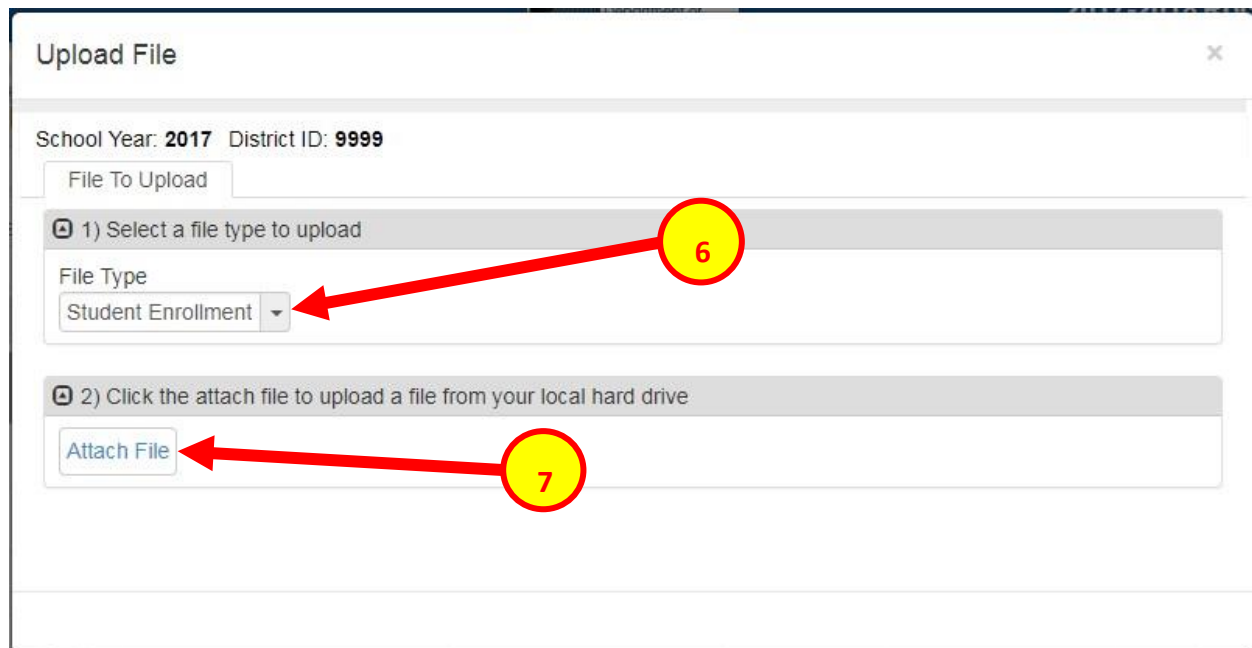 Upload File
×
School Year: 2017 District ID: 9999
File To Upload
1) Select a file type to upload
6
File Type
Student Enrollment
2) Click the attach file to upload a file from your local hard drive
Attach File
7